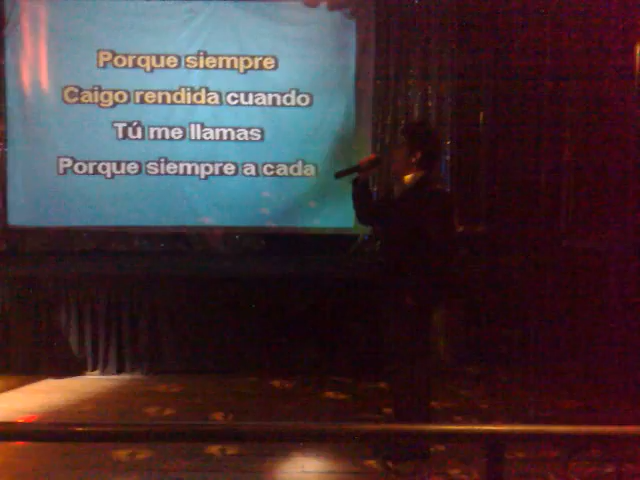 Porque siempre
Caigo rendida cuando
Tú me llamas
Porque siempre a cada